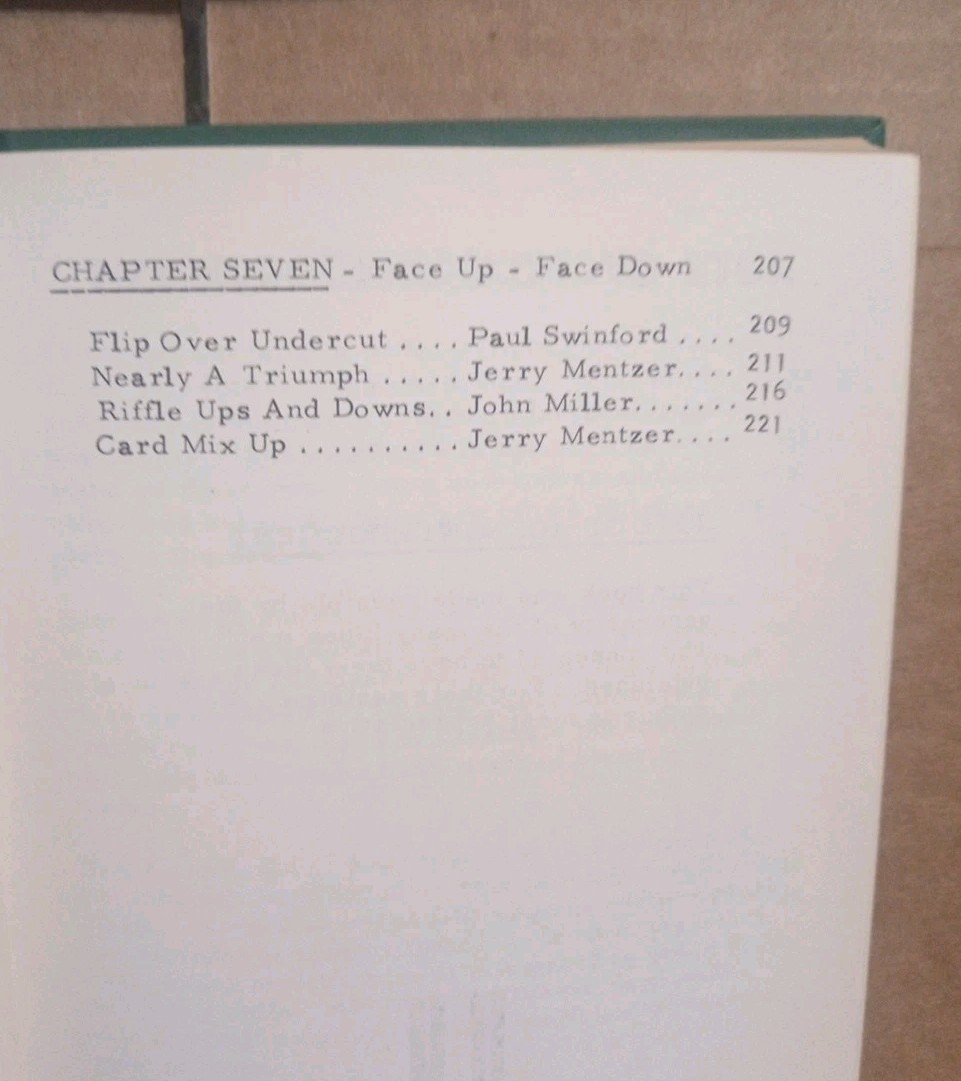 CHAPTER SEVEN - Face Up - Face Down 207
Flip Over Undercut .... Paul Swinford .... 209
Nearly A Triumph ..... Jerry Mentzer.... 211
Riffle Ups And Downs.. John Miller....... 216
Card Mix Up .......... Jerry Mentzer.... 221